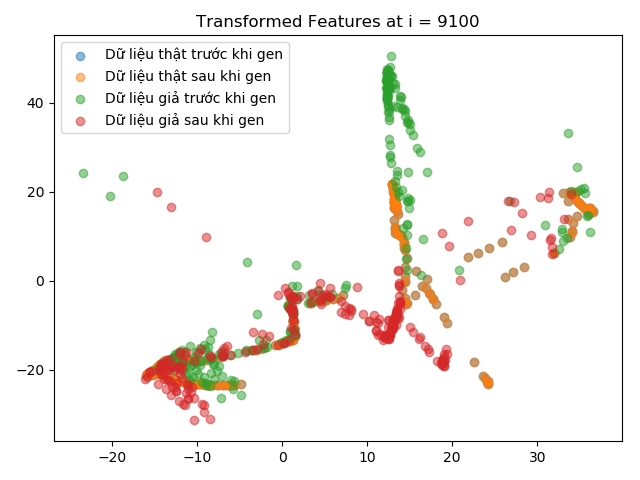 Transformed Features at i = 9100
Dữ liệu thật trước khi gen
Dữ liệu thật sau khi gen
Dữ liệu giả trước khi gen
Dữ liệu giả sau khi gen
40
20
0
−20
−20
−10
0
10
20
30